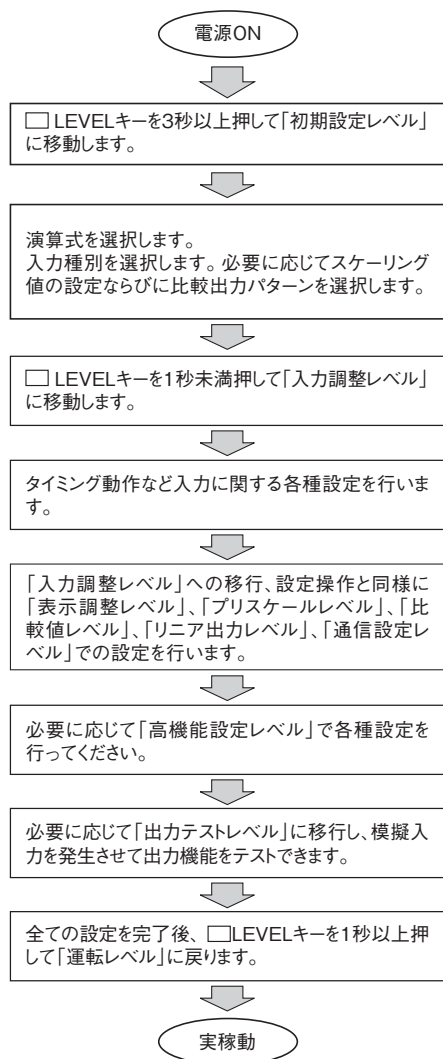 電源ON
□ LEVELキーを3秒以上押して「初期設定レベル」
に移動します。
演算式を選択します。
入力種別を選択します。必要に応じてスケーリング
値の設定ならびに比較出力パターンを選択します。
□ LEVELキーを1秒未満押して「入力調整レベル」
に移動します。
タイミング動作など入力に関する各種設定を行いま
す。
「入力調整レベル」への移行、設定操作と同様に
「表示調整レベル」、「プリスケールレベル」、「比
較値レベル」、「リニア出力レベル」、「通信設定レ
ベル」での設定を行います。
必要に応じて「高機能設定レベル」で各種設定を
行ってください。
必要に応じて「出力テストレベル」に移行し、模擬入
力を発生させて出力機能をテストできます。
全ての設定を完了後、□LEVELキーを1秒以上押
して「運転レベル」に戻ります。
実稼動